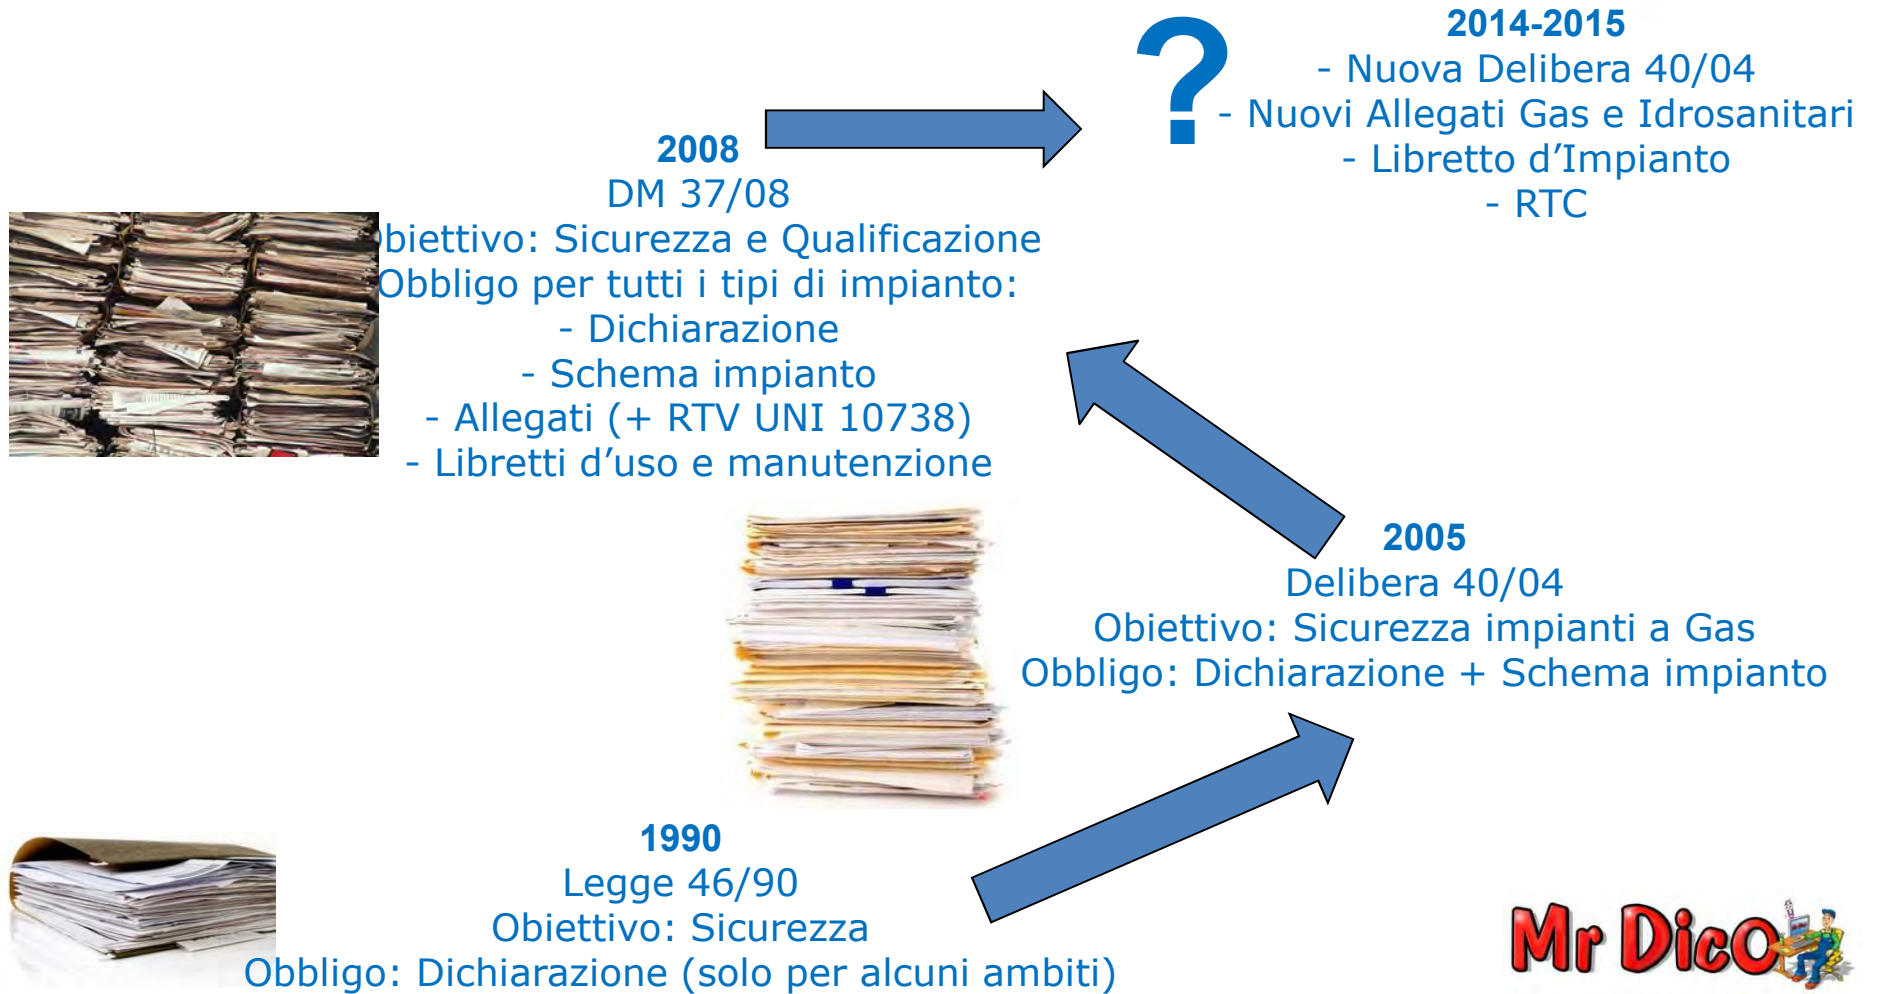 ?
2014-2015
- Nuova Delibera 40/04
- Nuovi Allegati Gas e Idrosanitari
- Libretto d’Impianto
- RTC
2008
DM 37/08
biettivo: Sicurezza e Qualificazione
Obbligo per tutti i tipi di impianto:
- Dichiarazione
- Schema impianto
- Allegati (+ RTV UNI 10738)
- Libretti d’uso e manutenzione
2005
Delibera 40/04
Obiettivo: Sicurezza impianti a Gas
Obbligo: Dichiarazione + Schema impianto
1990
Legge 46/90
Obiettivo: Sicurezza
Obbligo: Dichiarazione (solo per alcuni ambiti)
Mr DicO